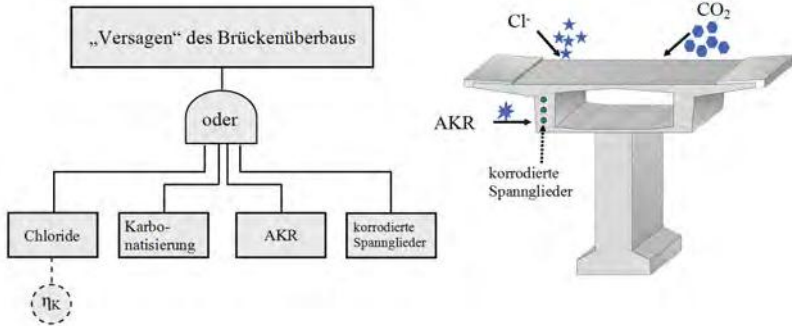 „Versagen“ des Brückenüberbaus
oder
Chloride
Karbo-
natisierung
AKR
korrodierte
Spannglieder
ηK
Cl-
CO2
AKR
korrodierte
Spannglieder